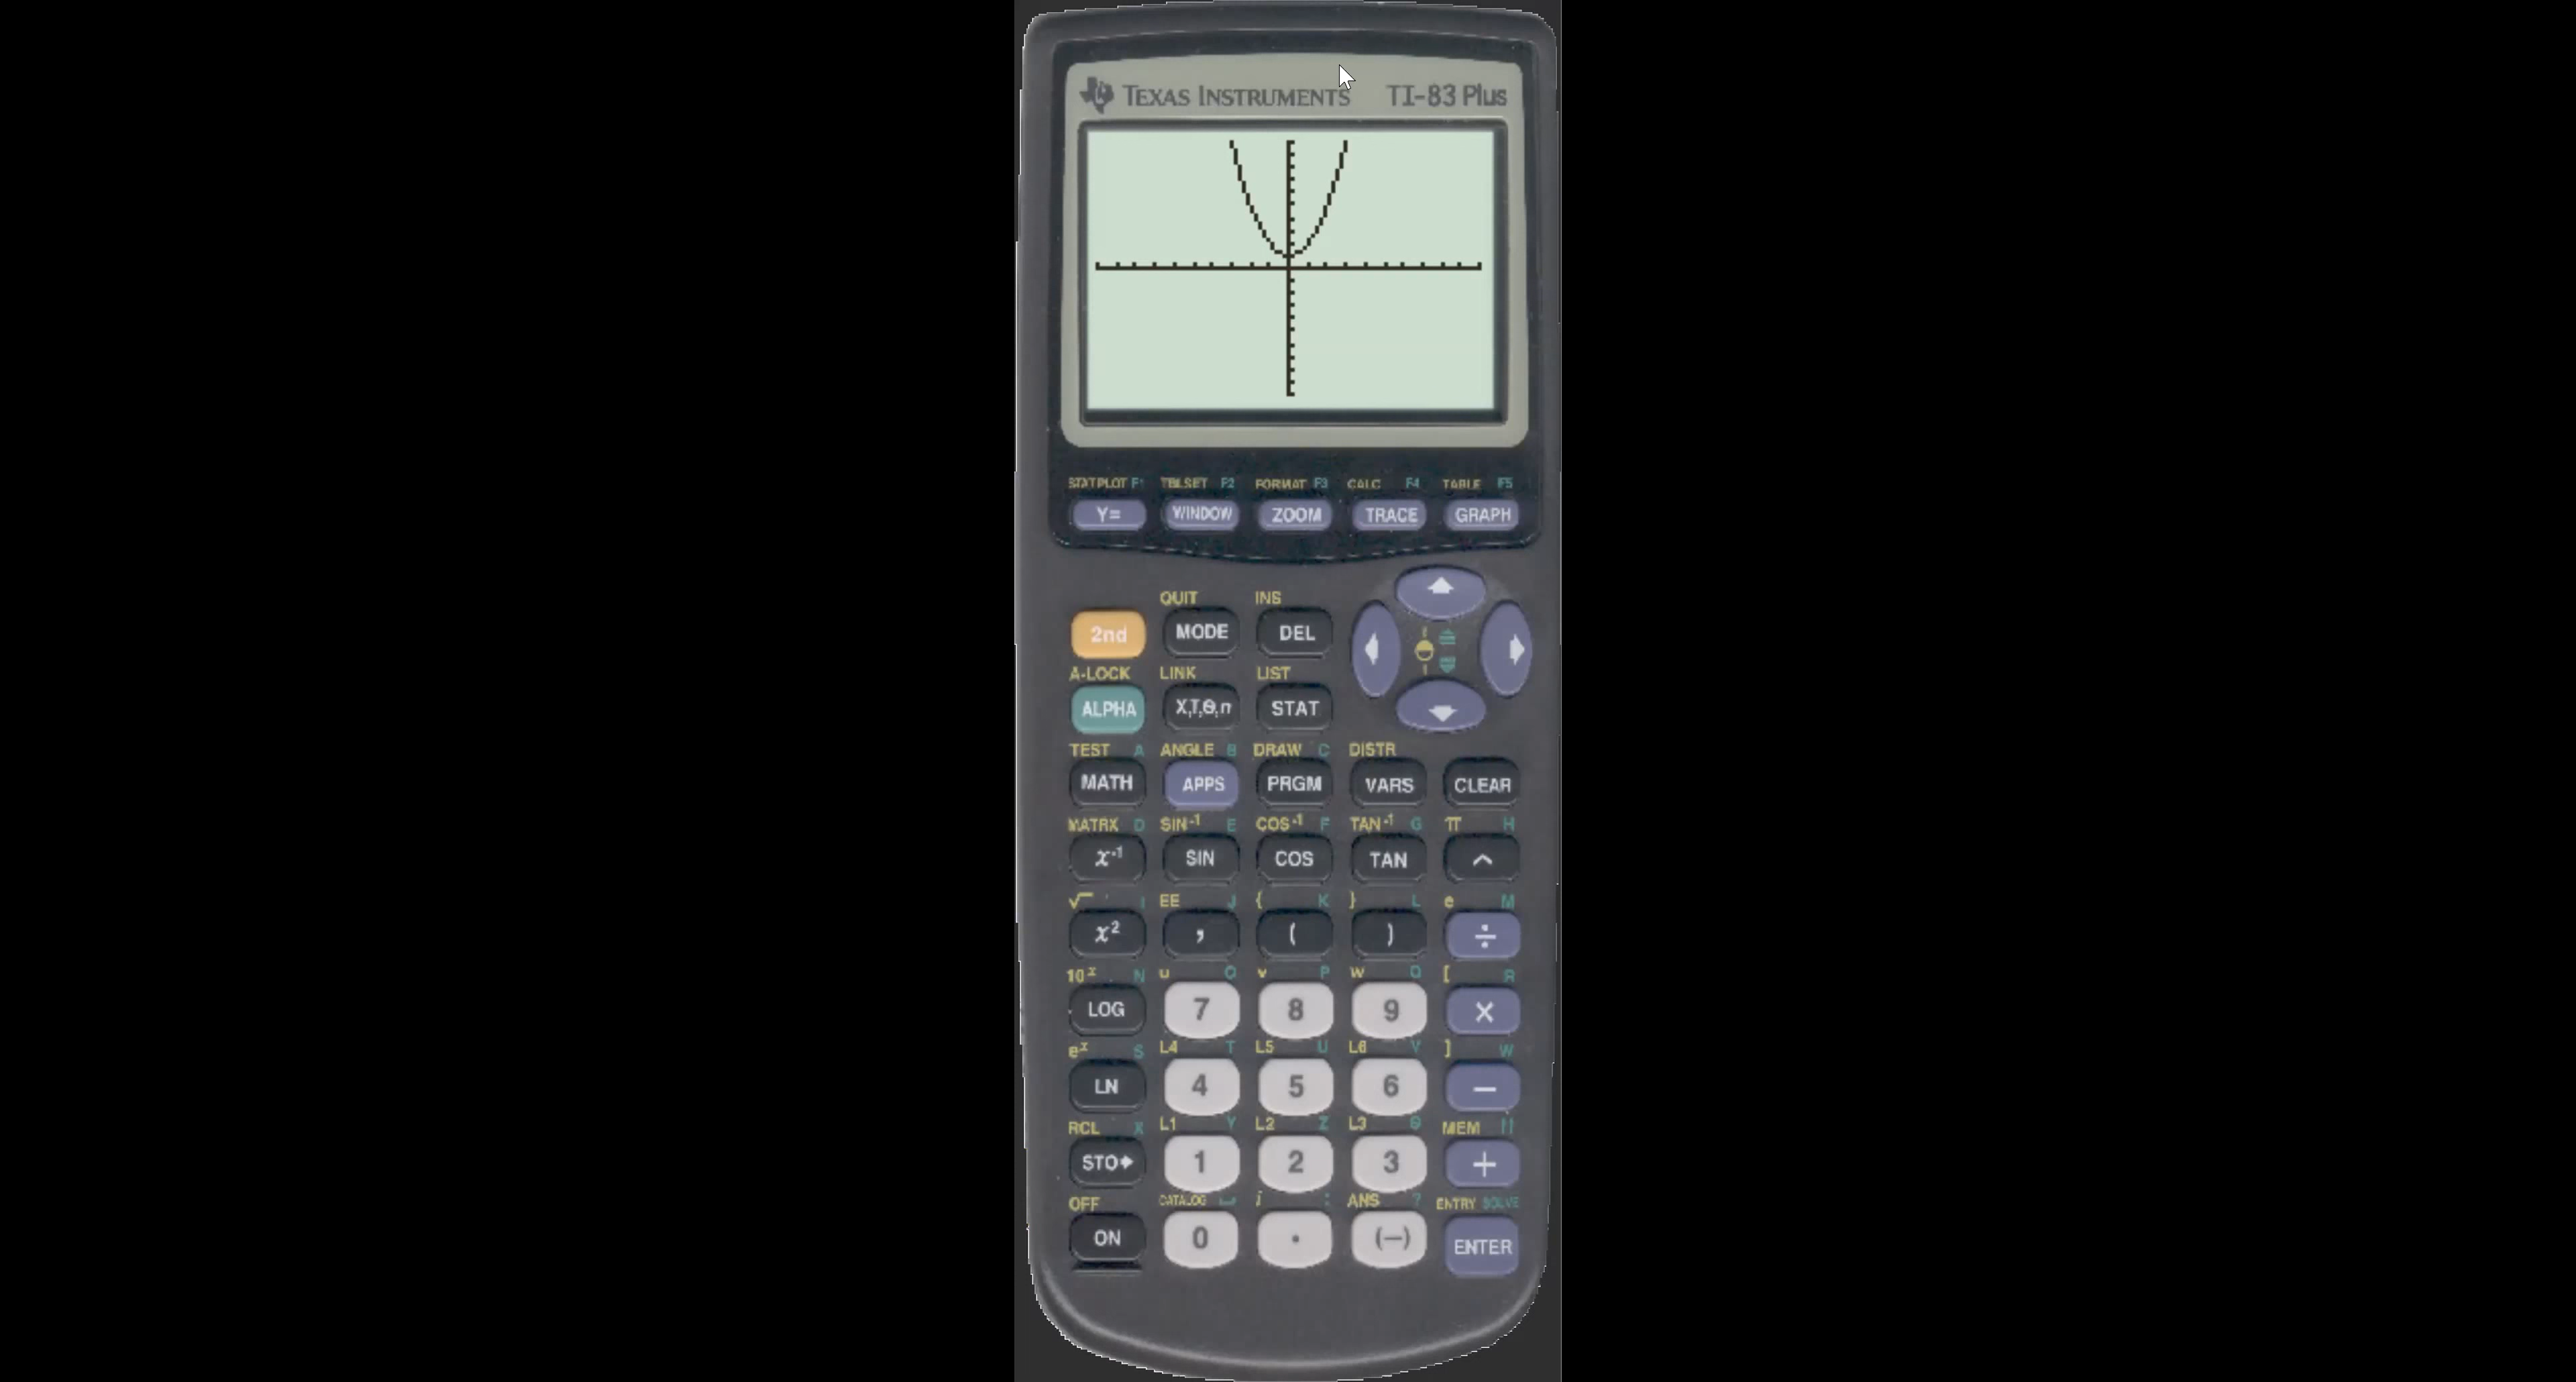 TEXAS INSTRUMENTS TI-83 Plus
STAT PLOT F1 TBLSET F2 FORMAT F3 CALC F4 TABLE F5
Y= WINDOW ZOOM TRACE GRAPH
QUIT INS
2nd MODE DEL
A-LOCK LINK LIST
ALPHA X,T,Θ,n STAT
TEST A ANGLE B DRAW C DISTR
MATH APPS PRGM VARS CLEAR
MATRX D SIN⁻¹ E COS⁻¹ F TAN⁻¹ G π H
x⁻¹ SIN COS TAN ^
√ I EE J { K } L e M
x² , ( ) ÷
10ˣ N u O v P w Q [ R
LOG 7 8 9 ×
eˣ S L4 T L5 U L6 V ] W
LN 4 5 6 −
RCL X L1 Y L2 Z L3 θ MEM "
STO 1 2 3 +
OFF CATALOG i : ANS ? ENTRY SOLVE
ON 0 . (−) ENTER